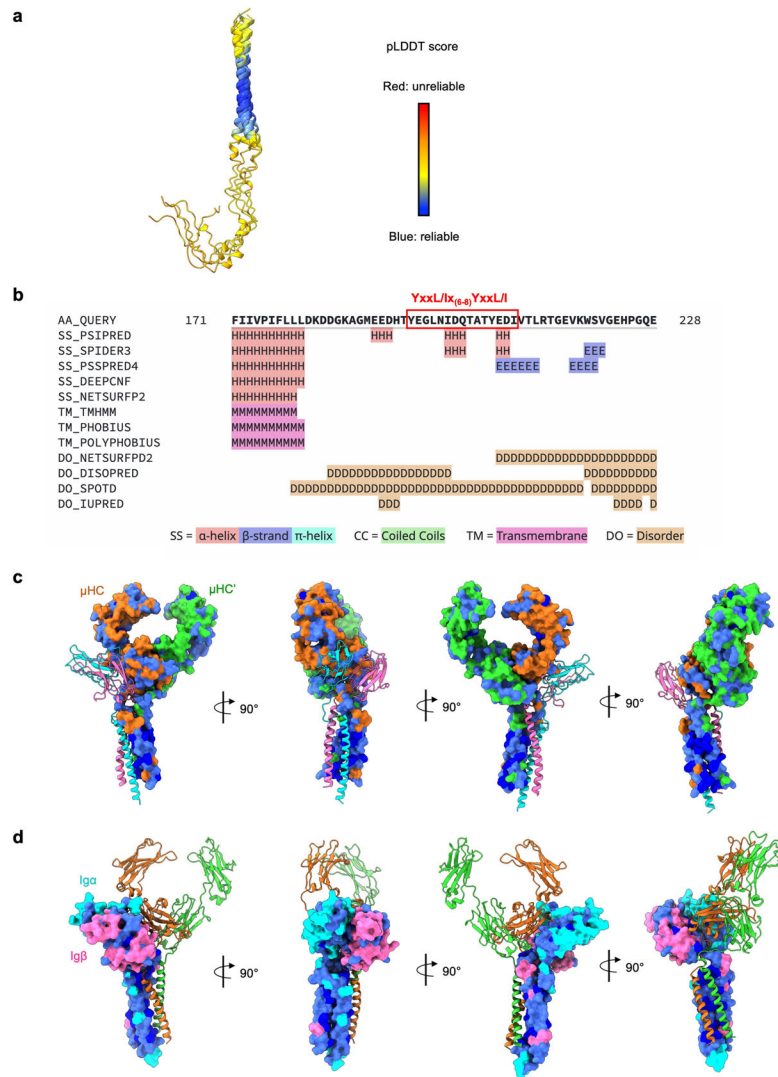 a
pLDDT score
Red: unreliable
Blue: reliable
b
YxxL/Ix(6-8)YxxL/I
AA_QUERY 171 FIIVPIFLLLDKDDGKAGMEEDHTYEGLNIDQTATYEDIVTLRTGEVKWSVGEHPGQE 228
SS_PSIPRED HHHHHHHHHH HHH HHH HH
SS_SPIDER3 HHHHHHHHHH HHH HH EEE
SS_PSSPRED4 HHHHHHHHHH EEEEEE EEEE
SS_DEEPCNF HHHHHHHHHH
SS_NETSURFP2 HHHHHHHHH
TM_TMHMM MMMMMMMMM
TM_PHOBIUS MMMMMMMMMM
TM_POLYPHOBIUS MMMMMMMMMM
DO_NETSURFPD2 DDDDDDDDDDDDDDDDDDDDDD
DO_DISOPRED DDDDDDDDDDDDDDDDD DDDDDDDDDD
DO_SPOTD DDDDDDDDDDDDDDDDDDDDDDDDDDDDDDDDDDDDDDDD DDDDDDDDD
DO_IUPRED DDD DDDD D
SS = α-helix β-strand π-helix CC = Coiled Coils TM = Transmembrane DO = Disorder
c
µHC µHC'
90° 90° 90°
d
Igα
Igβ
90° 90° 90°